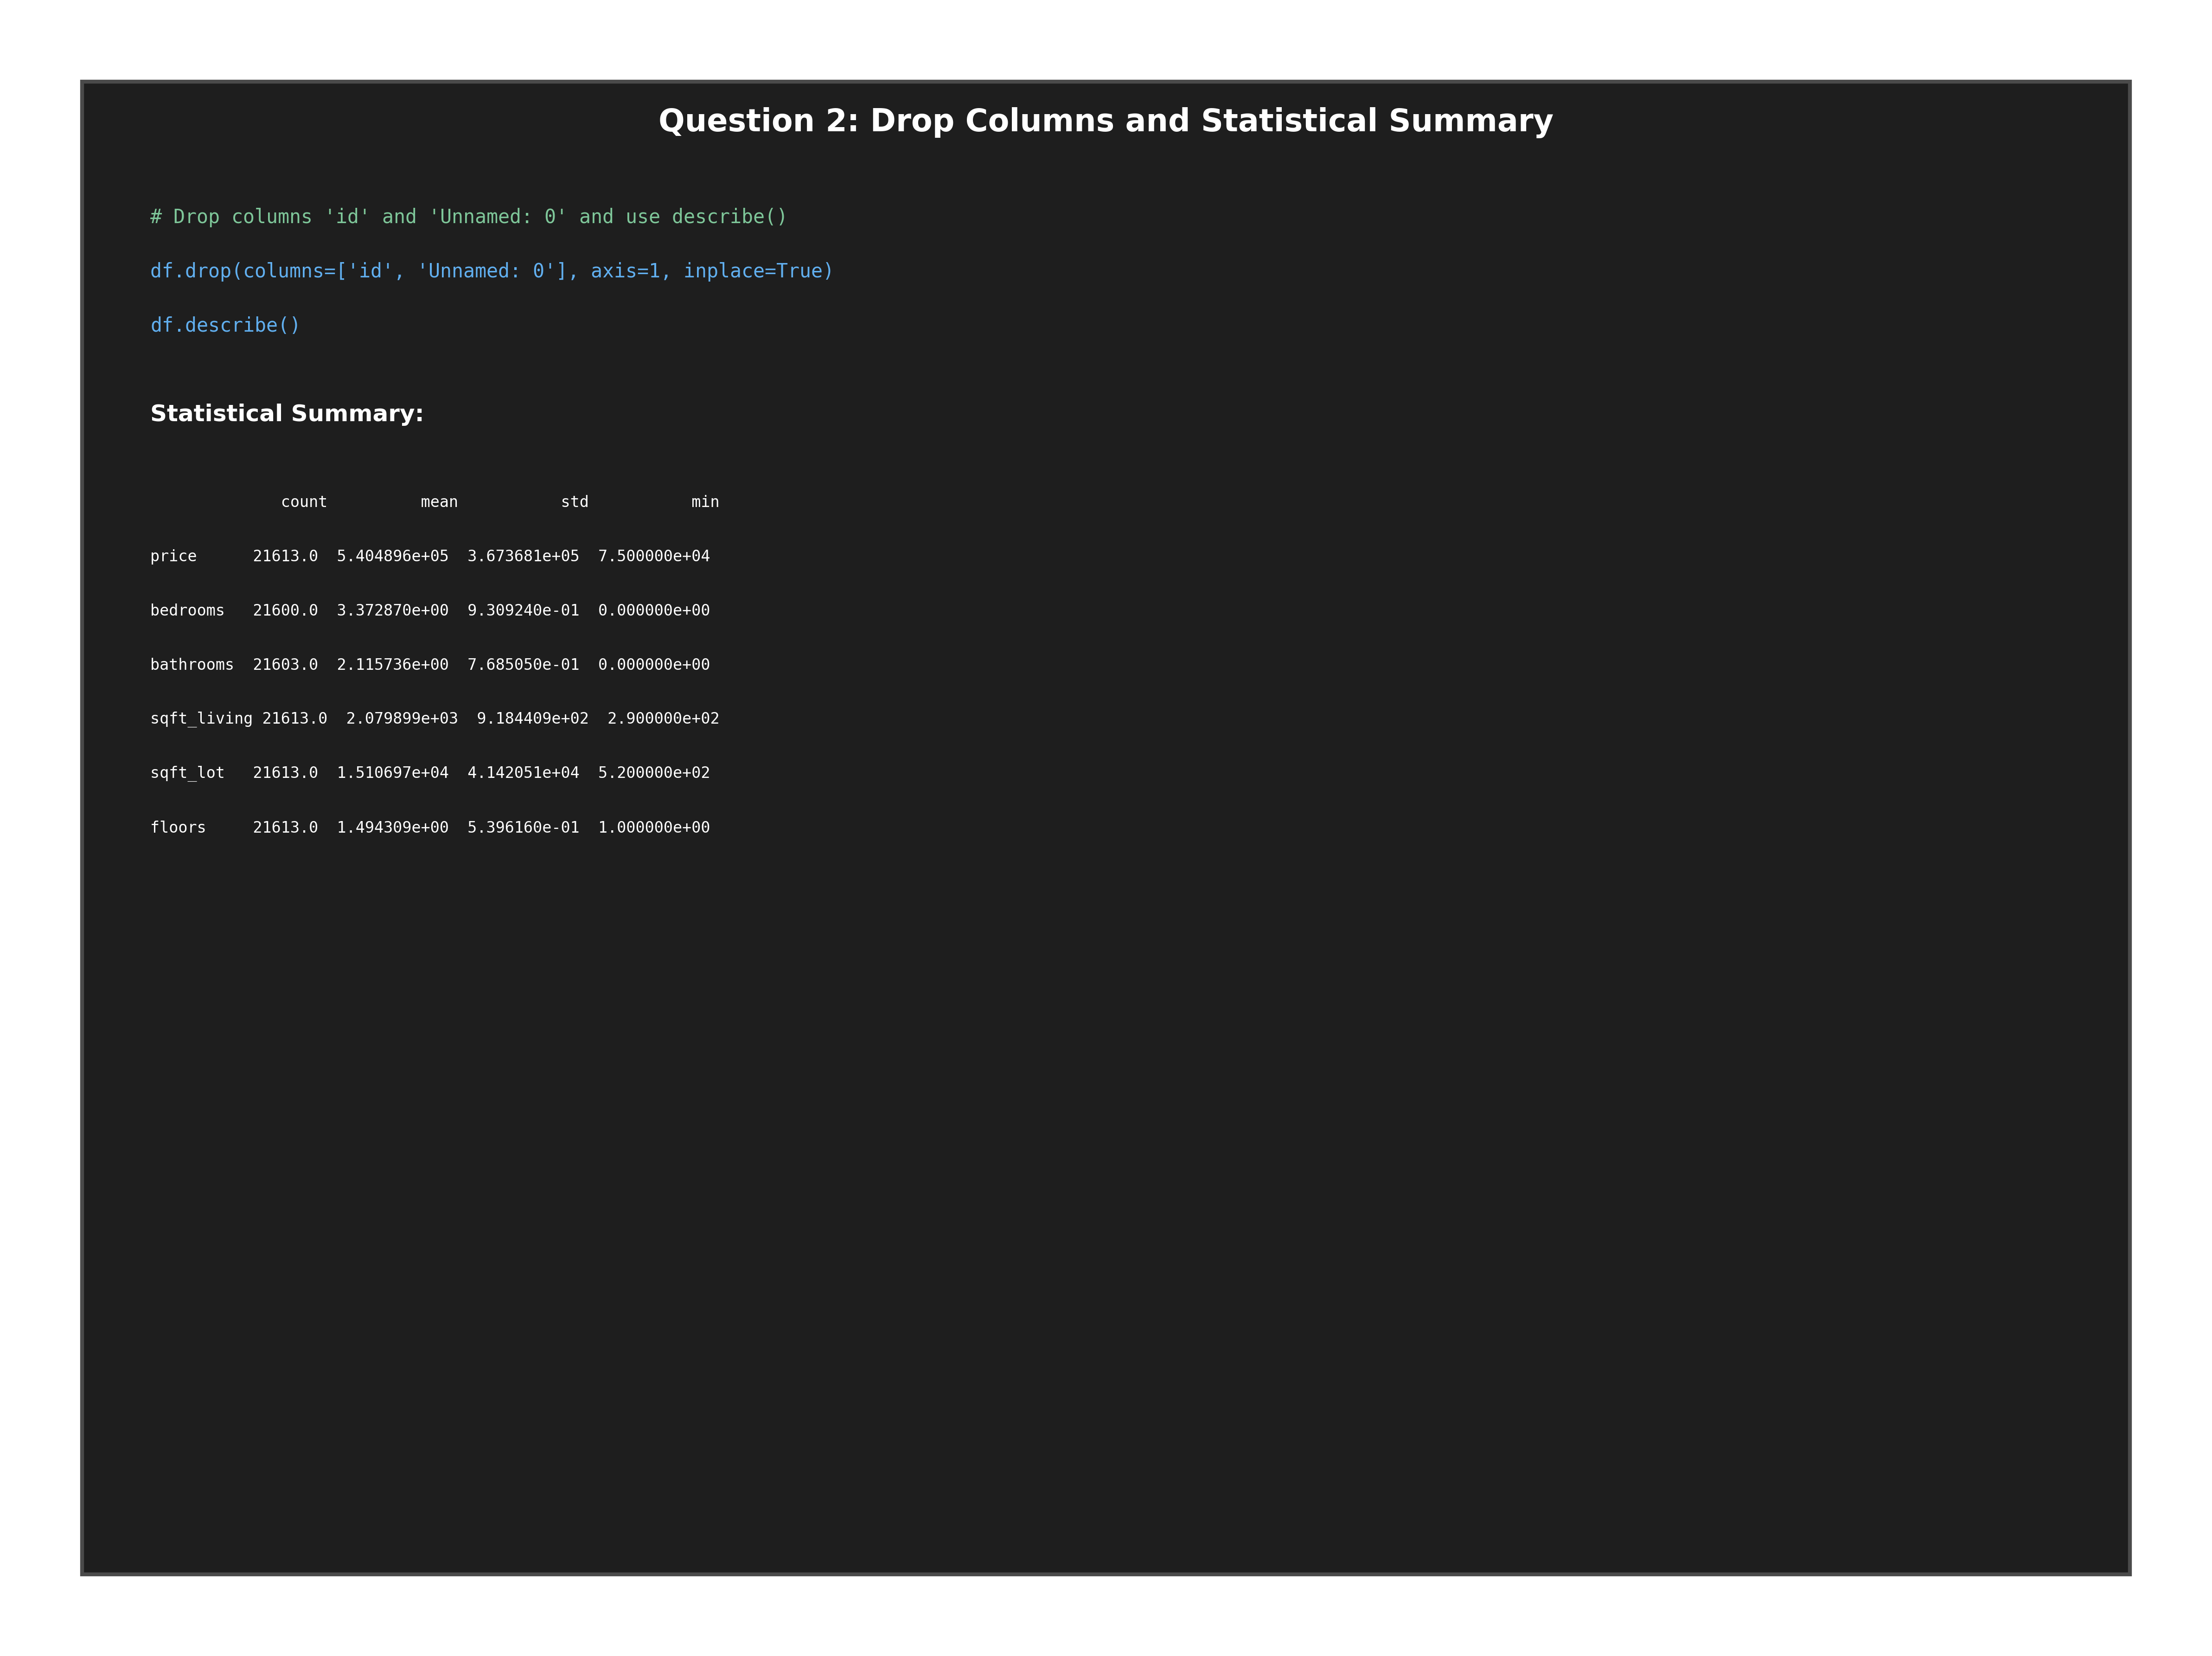 Question 2: Drop Columns and Statistical Summary
# Drop columns 'id' and 'Unnamed: 0' and use describe()
df.drop(columns=['id', 'Unnamed: 0'], axis=1, inplace=True)
df.describe()
Statistical Summary:
              count          mean           std           min
price      21613.0  5.404896e+05  3.673681e+05  7.500000e+04
bedrooms   21600.0  3.372870e+00  9.309240e-01  0.000000e+00
bathrooms  21603.0  2.115736e+00  7.685050e-01  0.000000e+00
sqft_living 21613.0  2.079899e+03  9.184409e+02  2.900000e+02
sqft_lot   21613.0  1.510697e+04  4.142051e+04  5.200000e+02
floors     21613.0  1.494309e+00  5.396160e-01  1.000000e+00